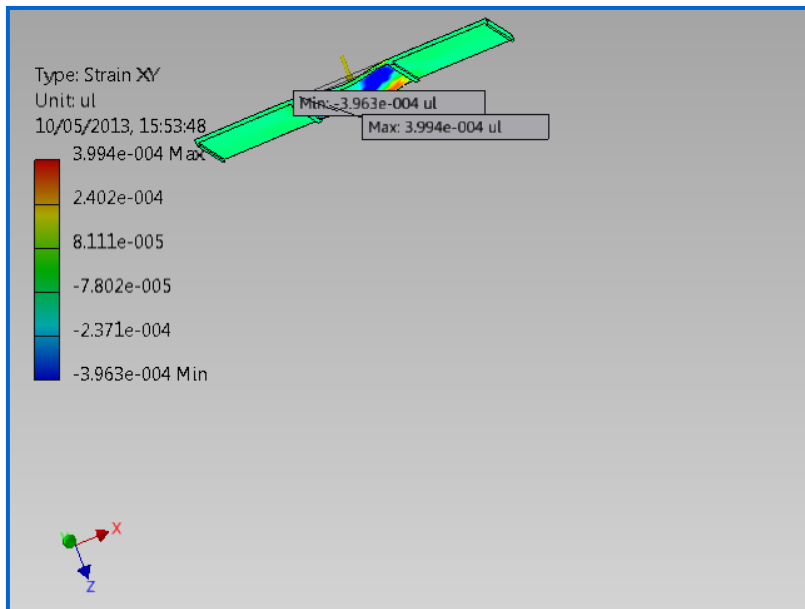 Type: Strain XY
Unit: ul
10/05/2013, 15:53:48
3.994e-004 Max
2.402e-004
8.111e-005
-7.802e-005
-2.371e-004
-3.963e-004 Min
Min: -3.963e-004 ul
Max: 3.994e-004 ul
X
Z